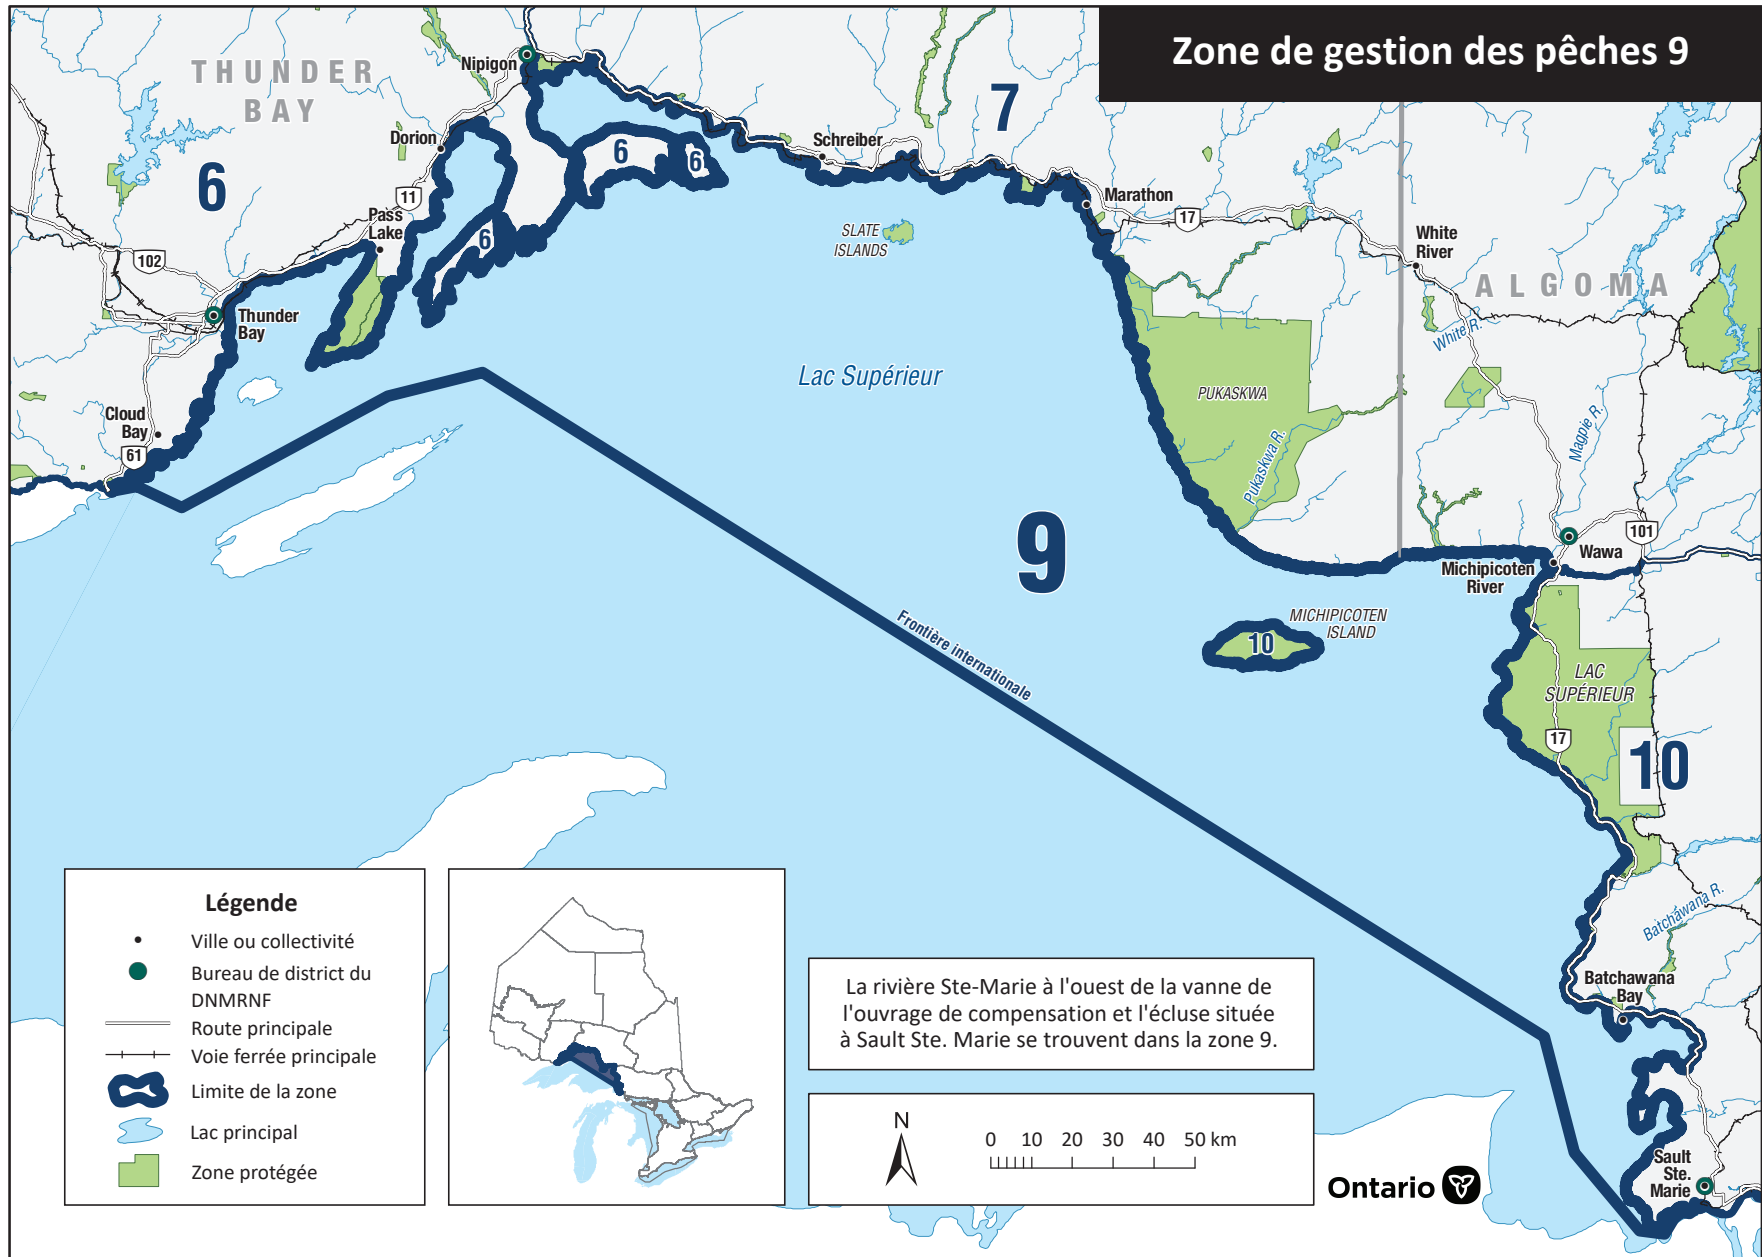 Zone de gestion des pêches 9
THUNDER
BAY
Nipigon
7
Dorion
6
6
6
Schreiber
11
Pass
Lake
Marathon
17
White
River
SLATE
ISLANDS
6
102
ALGOMA
Thunder
Bay
White R.
Lac Supérieur
PUKASKWA
Cloud
Bay
61
Magpie R.
Pukaskwa R.
9
101
Wawa
Michipicoten
River
Frontière internationale
MICHIPICOTEN
ISLAND
10
LAC
SUPÉRIEUR
17
10
Batchawana R.
Batchawana
Bay
Sault
Ste.
Marie
Légende
Ville ou collectivité
Bureau de district du
DNMRNF
Route principale
Voie ferrée principale
Limite de la zone
Lac principal
Zone protégée
La rivière Ste-Marie à l'ouest de la vanne de
l'ouvrage de compensation et l'écluse située
à Sault Ste. Marie se trouvent dans la zone 9.
N
0 10 20 30 40 50 km
Ontario